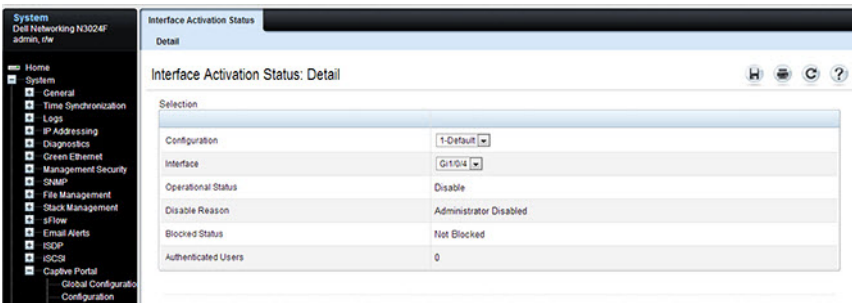 System
Dell Networking N3024F
admin, r/w
Interface Activation Status
Detail
Home
System
General
Time Synchronization
Logs
IP Addressing
Diagnostics
Green Ethernet
Management Security
SNMP
File Management
Stack Management
sFlow
Email Alerts
ISDP
iSCSI
Captive Portal
Global Configuratio
Configuration
Interface Activation Status: Detail
?
Selection
Configuration 1-Default
Interface Gi1/0/4
Operational Status Disable
Disable Reason Administrator Disabled
Blocked Status Not Blocked
Authenticated Users 0